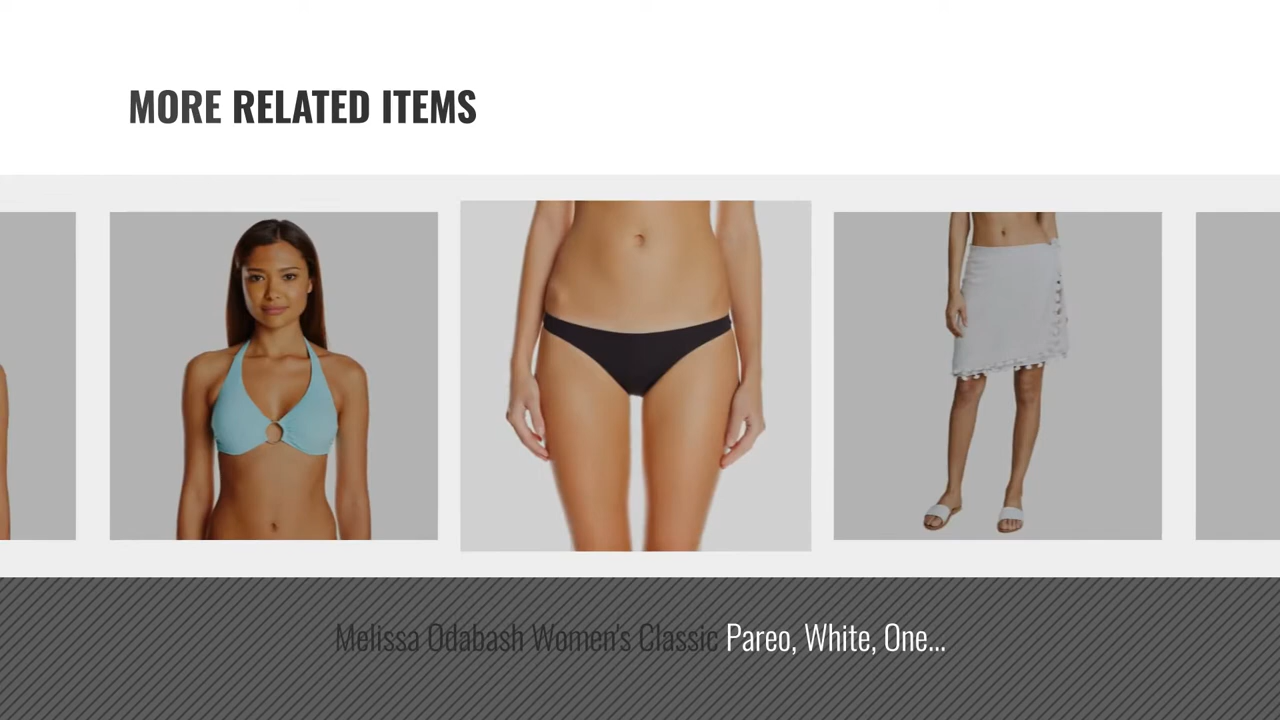 MORE RELATED ITEMS
Melissa Odabash Women's Classic Pareo, White, One...